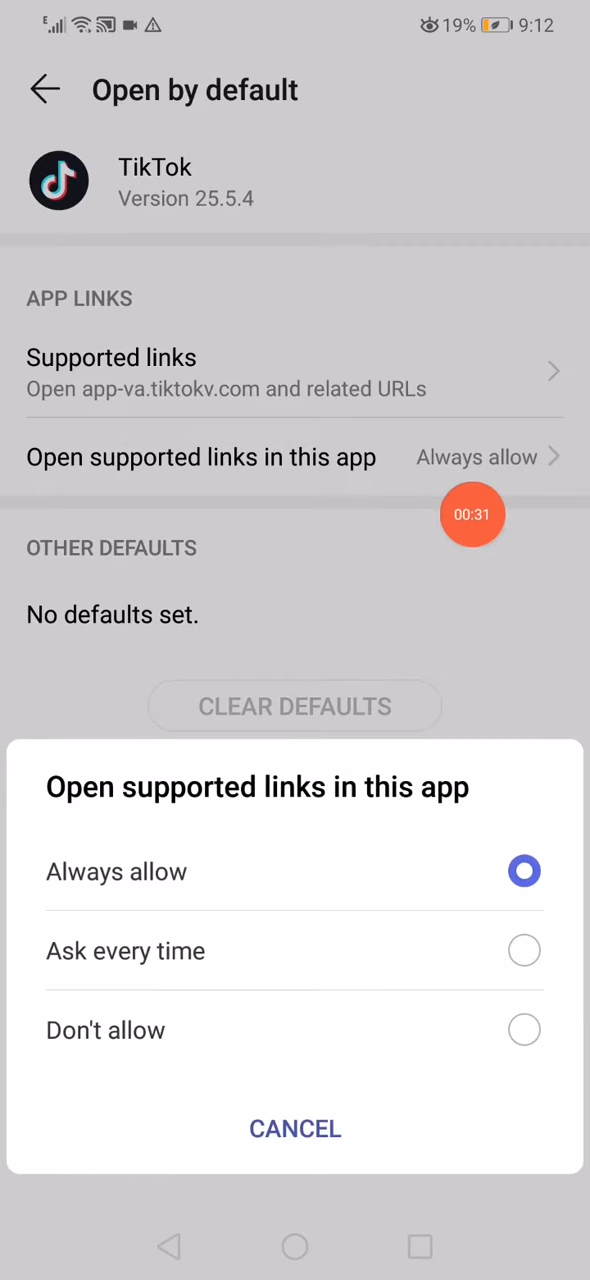 E 19% 9:12
Open by default
TikTok
Version 25.5.4
APP LINKS
Supported links
Open app-va.tiktokv.com and related URLs
Open supported links in this app Always allow
00:31
OTHER DEFAULTS
No defaults set.
CLEAR DEFAULTS
Open supported links in this app
Always allow
Ask every time
Don't allow
CANCEL